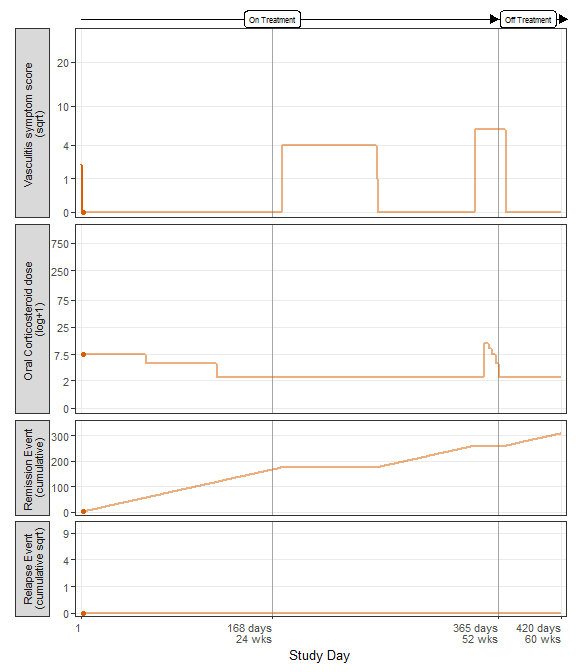 On Treatment
Off Treatment
Vasculitis symptom score
(sqrt)
20
10
4
1
0
Oral Corticosteroid dose
(log+1)
750
250
75
25
7.5
2
0
Remission Event
(cumulative)
300
200
100
0
Relapse Event
(cumulative sqrt)
9
4
1
0
1
168 days
24 wks
365 days
52 wks
420 days
60 wks
Study Day